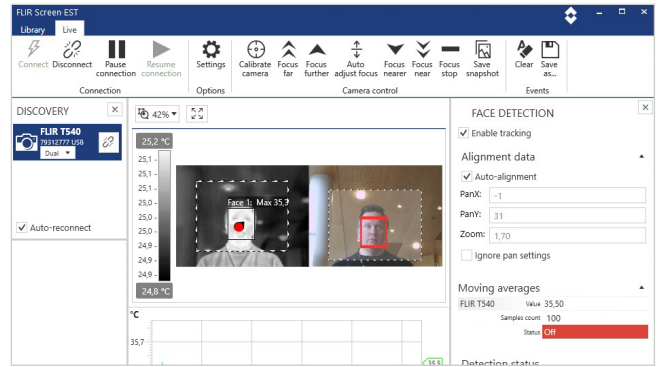 FLIR Screen-EST
Library Live
Connect Disconnect Pause connection Resume connection Settings Calibrate camera Focus far Focus further Auto adjust focus Focus nearer Focus near Focus stop Save snapshot Clear Save as...
Connection Options Camera control Events
DISCOVERY
FLIR T540
79312777 USB
Dual
Auto-reconnect
42%
25,2 °C
25,1
25,1
25,1
25,0
25,0
25,0
24,9
24,9
24,9
24,8 °C
Face 1: Max 35,3
°C
35,7
35,5
FACE DETECTION
Enable tracking
Alignment data
Auto-alignment
PanX: -1
PanY: 31
Zoom: 1,70
Ignore pan settings
Moving averages
FLIR T540 Value 35,50
Samples count 100
Status Off
Detection status